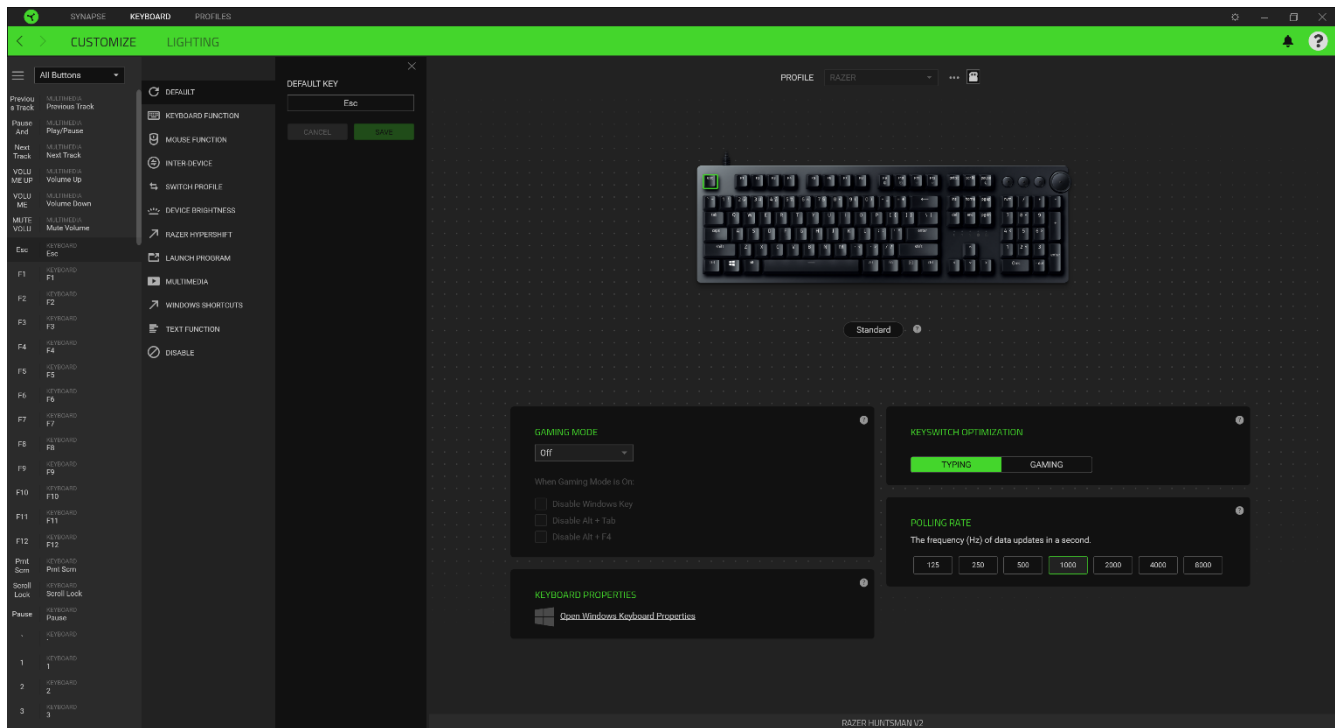 SYNAPSE KEYBOARD PROFILES
CUSTOMIZE LIGHTING
All Buttons
Previou
s Track
MULTIMEDIA
Previous Track
Pause
And
MULTIMEDIA
Play/Pause
Next
Track
MULTIMEDIA
Next Track
VOLU
ME UP
MULTIMEDIA
Volume Up
VOLU
ME
MULTIMEDIA
Volume Down
MUTE
VOLU
MULTIMEDIA
Mute Volume
Esc
KEYBOARD
Esc
F1
KEYBOARD
F1
F2
KEYBOARD
F2
F3
KEYBOARD
F3
F4
KEYBOARD
F4
F5
KEYBOARD
F5
F6
KEYBOARD
F6
F7
KEYBOARD
F7
F8
KEYBOARD
F8
F9
KEYBOARD
F9
F10
KEYBOARD
F10
F11
KEYBOARD
F11
F12
KEYBOARD
F12
Prnt
Scrn
KEYBOARD
Prnt Scrn
Scroll
Lock
KEYBOARD
Scroll Lock
Pause
KEYBOARD
Pause
KEYBOARD
1
KEYBOARD
1
2
KEYBOARD
2
3
KEYBOARD
3
DEFAULT
KEYBOARD FUNCTION
MOUSE FUNCTION
INTER-DEVICE
SWITCH PROFILE
DEVICE BRIGHTNESS
RAZER HYPERSHIFT
LAUNCH PROGRAM
MULTIMEDIA
WINDOWS SHORTCUTS
TEXT FUNCTION
DISABLE
DEFAULT KEY
Esc
CANCEL SAVE
PROFILE RAZER
Standard
GAMING MODE
Off
When Gaming Mode is On:
Disable Windows Key
Disable Alt + Tab
Disable Alt + F4
KEYBOARD PROPERTIES
Open Windows Keyboard Properties
KEYSWITCH OPTIMIZATION
TYPING GAMING
POLLING RATE
The frequency (Hz) of data updates in a second.
125 250 500 1000 2000 4000 8000
RAZER HUNTSMAN V2